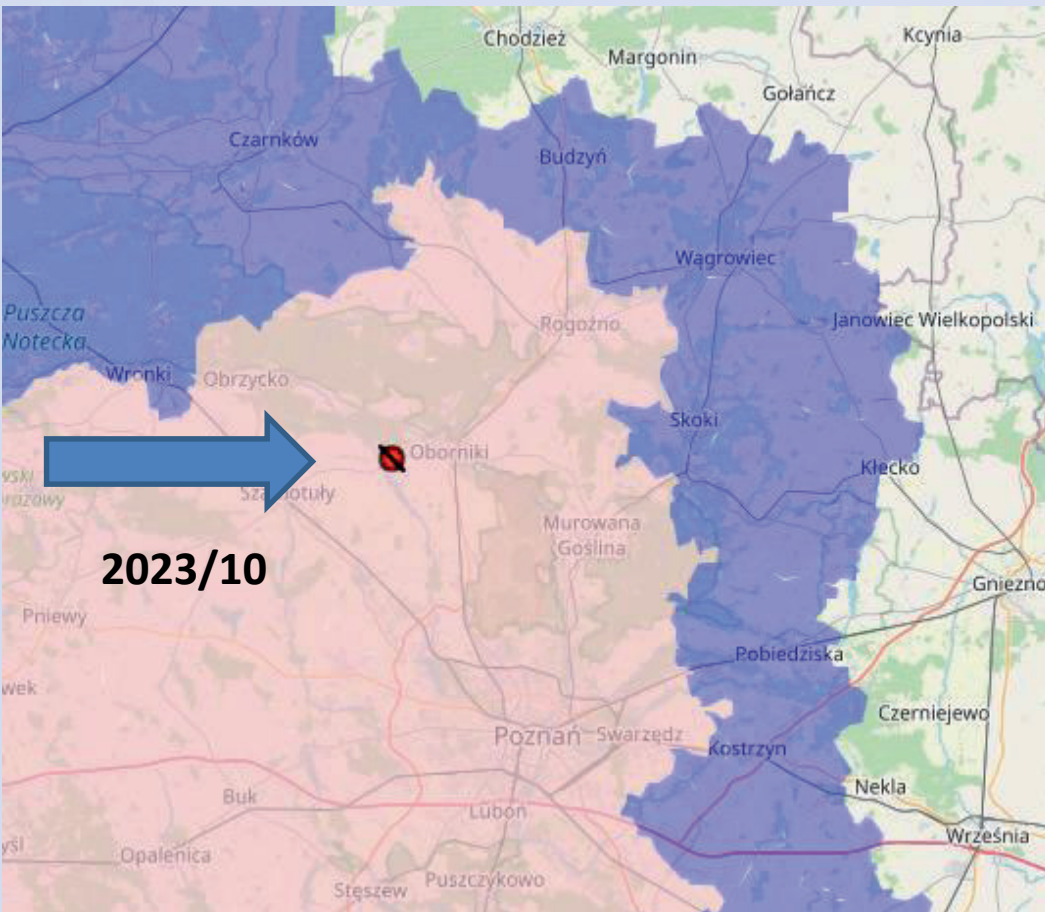 Chodzież
Kcynia
Margonin
Gołańcz
Czarnków
Budzyń
Wągrowiec
Puszcza
Notecka
Janowiec Wielkopolski
Rogoźno
Wronki
Obrzycko
Skoki
Oborniki
Kłecko
Szamotuły
Murowana
Goślina
2023/10
Gniezno
Pniewy
Pobiedziska
Czerniejewo
Poznań
Swarzędz
Kostrzyn
Nekla
Buk
Luboń
Września
Opalenica
Puszczykowo
Stęszew